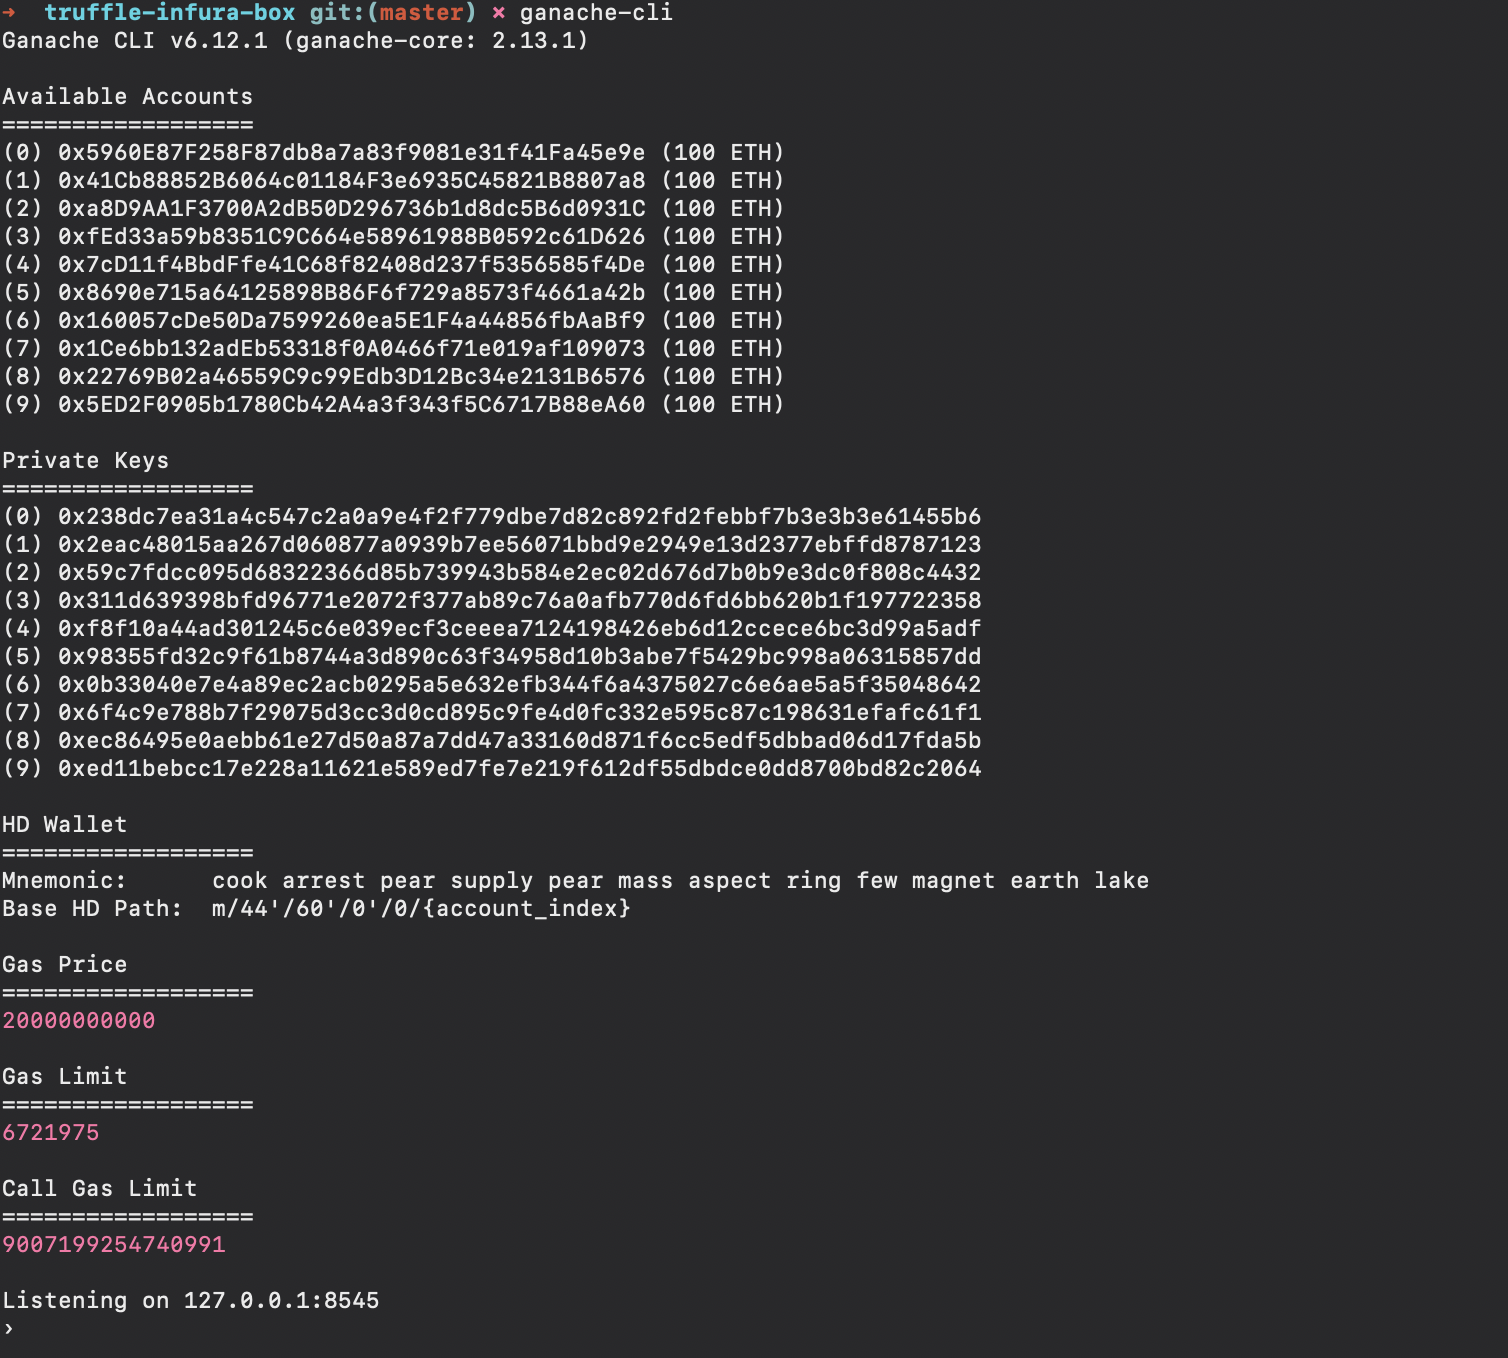 → truffle-infura-box git:(master) × ganache-cli
Ganache CLI v6.12.1 (ganache-core: 2.13.1)
Available Accounts
==================
(0) 0x5960E87F258F87db8a7a83f9081e31f41Fa45e9e (100 ETH)
(1) 0x41Cb88852B6064c01184F3e6935C45821B8807a8 (100 ETH)
(2) 0xa8D9AA1F3700A2dB50D296736b1d8dc5B6d0931C (100 ETH)
(3) 0xfEd33a59b8351C9C664e58961988B0592c61D626 (100 ETH)
(4) 0x7cD11f4BbdFfe41C68f82408d237f5356585f4De (100 ETH)
(5) 0x8690e715a64125898B86F6f729a8573f4661a42b (100 ETH)
(6) 0x160057cDe50Da7599260ea5E1F4a44856fbAaBf9 (100 ETH)
(7) 0x1Ce6bb132adEb53318f0A0466f71e019af109073 (100 ETH)
(8) 0x22769B02a46559C9c99Edb3D12Bc34e2131B6576 (100 ETH)
(9) 0x5ED2F0905b1780Cb42A4a3f343f5C6717B88eA60 (100 ETH)
Private Keys
==================
(0) 0x238dc7ea31a4c547c2a0a9e4f2f779dbe7d82c892fd2febbf7b3e3b3e61455b6
(1) 0x2eac48015aa267d060877a0939b7ee56071bbd9e2949e13d2377ebffd8787123
(2) 0x59c7fdcc095d68322366d85b739943b584e2ec02d676d7b0b9e3dc0f808c4432
(3) 0x311d639398bfd96771e2072f377ab89c76a0afb770d6fd6bb620b1f197722358
(4) 0xf8f10a44ad301245c6e039ecf3ceeea7124198426eb6d12ccece6bc3d99a5adf
(5) 0x98355fd32c9f61b8744a3d890c63f34958d10b3abe7f5429bc998a06315857dd
(6) 0x0b33040e7e4a89ec2acb0295a5e632efb344f6a4375027c6e6ae5a5f35048642
(7) 0x6f4c9e788b7f29075d3cc3d0cd895c9fe4d0fc332e595c87c198631efafc61f1
(8) 0xec86495e0aebb61e27d50a87a7dd47a33160d871f6cc5edf5dbbad06d17fda5b
(9) 0xed11bebcc17e228a11621e589ed7fe7e219f612df55dbdce0dd8700bd82c2064
HD Wallet
==================
Mnemonic:      cook arrest pear supply pear mass aspect ring few magnet earth lake
Base HD Path:  m/44'/60'/0'/0/{account_index}
Gas Price
==================
20000000000
Gas Limit
==================
6721975
Call Gas Limit
==================
9007199254740991
Listening on 127.0.0.1:8545
›